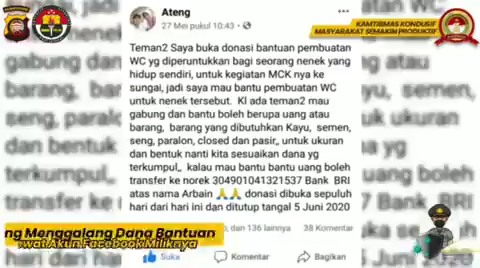 Ateng
27 Mei pukul 10:43
Teman2 Saya buka donasi bantuan pembuatan
WC yg diperuntukkan bagi seorang nenek yang
hidup sendiri, untuk kegiatan MCK nya ke
sungai, jadi saya mau bantu pembuatan WC
untuk nenek tersebut. Kl ada teman2 mau
gabung dan bantu boleh berupa uang atau
barang, barang yang dibutuhkan Kayu, semen,
seng, paralon, closed dan pasir,, untuk ukuran
dan bentuk nanti kita sesuaikan dana yg
terkumpul,, kalau mau bantu bantu uang boleh
transfer ke norek 304901041321537 Bank BRI
atas nama Arbain 🙏🙏 donasi dibuka sepuluh
hari dari hari ini dan ditutup tangal 5 Juni 2020
dan 136 lainnya 38 Komentar
Suka Komentar Bagikan
KAMTIBMAS KONDUSIF
MASYARAKAT SEMAKIN PRODUKTIF
ng Menggalang Dana Bantuan
wat Akun Facebook Miliknya